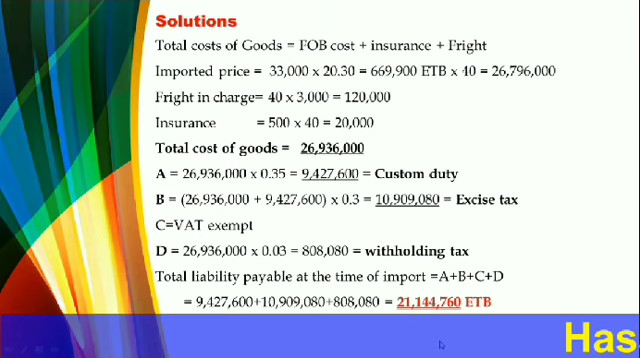 Solutions
Total costs of Goods = FOB cost + insurance + Fright
Imported price = 33,000 x 20.30 = 669,900 ETB x 40 = 26,796,000
Fright in charge= 40 x 3,000 = 120,000
Insurance = 500 x 40 = 20,000
Total cost of goods = 26,936,000
A = 26,936,000 x 0.35 = 9,427,600 = Custom duty
B = (26,936,000 + 9,427,600) x 0.3 = 10,909,080 = Excise tax
C=VAT exempt
D = 26,936,000 x 0.03 = 808,080 = withholding tax
Total liability payable at the time of import =A+B+C+D
= 9,427,600+10,909,080+808,080 = 21,144,760 ETB
Has